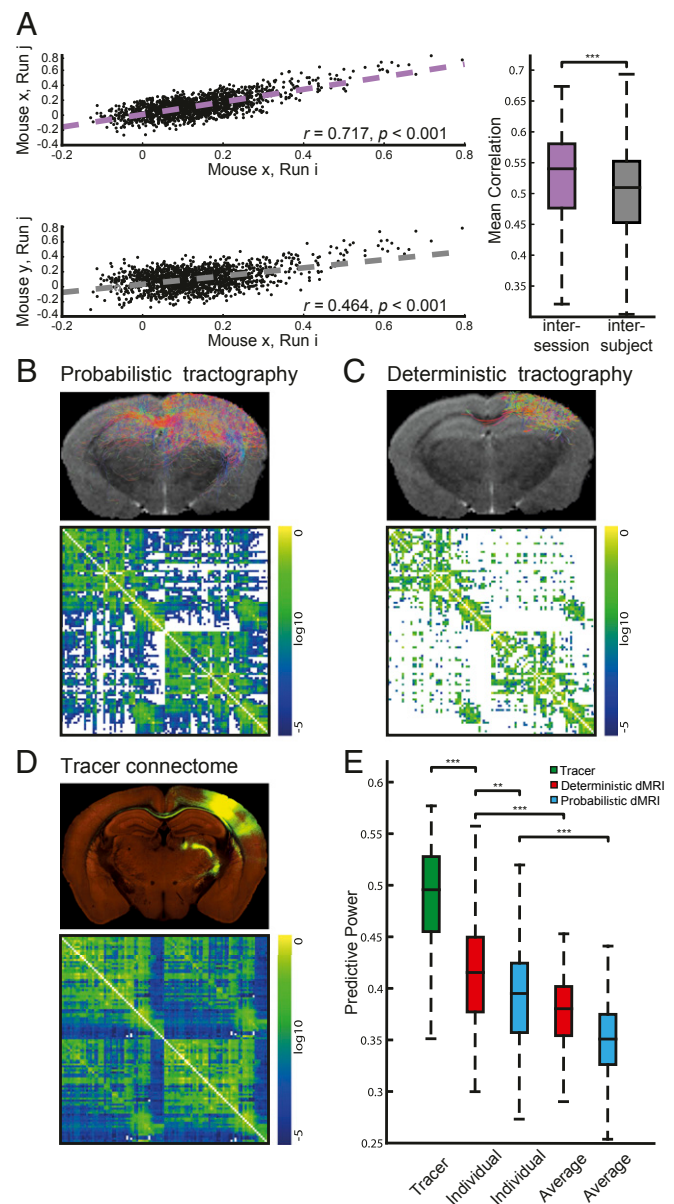 A
Mouse x, Run j
0.8
0.6
0.4
0.2
0
-0.2
-0.4
-0.2
0
0.2
0.4
0.6
0.8
r = 0.717, p < 0.001
Mouse x, Run i
Mouse y, Run j
0.8
0.6
0.4
0.2
0
-0.2
-0.4
-0.2
0
0.2
0.4
0.6
0.8
r = 0.464, p < 0.001
Mouse x, Run i
Mean Correlation
0.7
0.65
0.6
0.55
0.5
0.45
0.4
0.35
***
inter-
session
inter-
subject
B Probabilistic tractography
0
log10
-5
C Deterministic tractography
0
log10
-5
D Tracer connectome
0
log10
-5
E
Predictive Power
0.6
0.55
0.5
0.45
0.4
0.35
0.3
0.25
***
**
***
***
Tracer
Deterministic dMRI
Probabilistic dMRI
Tracer
Individual
Individual
Average
Average